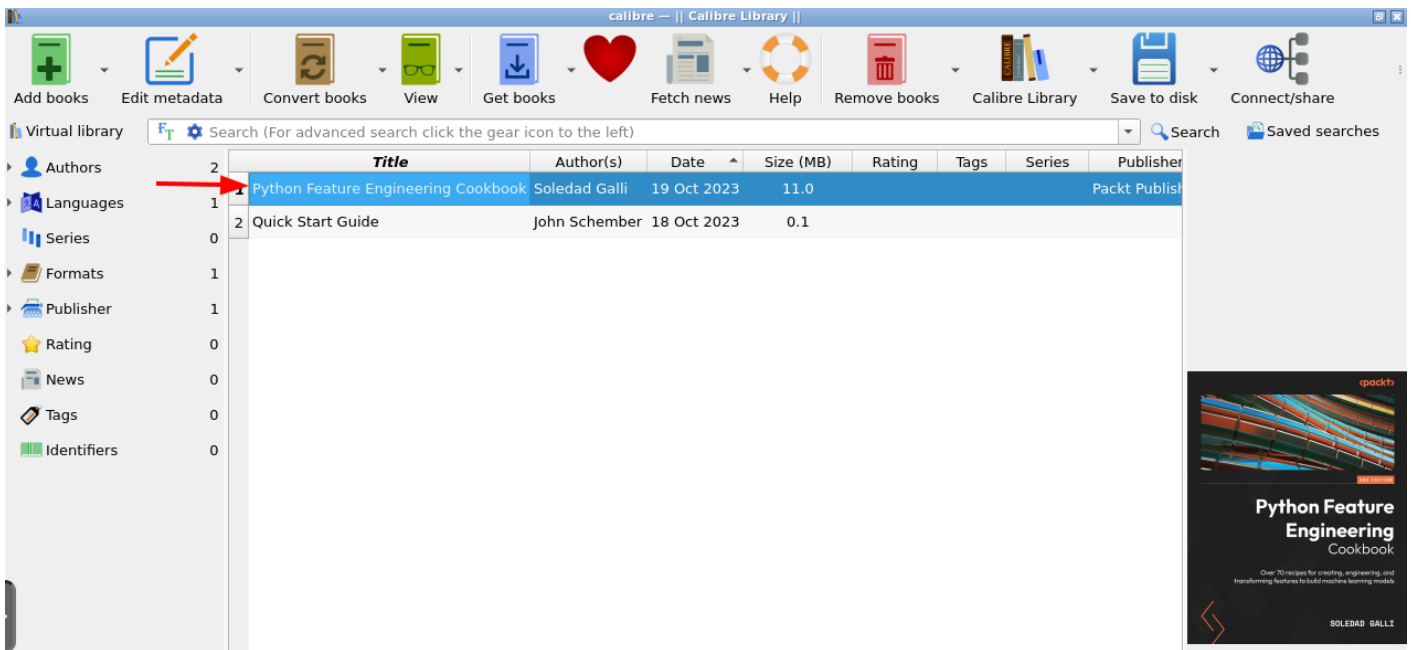 calibre — || Calibre Library ||
Add books
Edit metadata
Convert books
View
Get books
Fetch news
Help
Remove books
Calibre Library
Save to disk
Connect/share
Virtual library
FT
Search (For advanced search click the gear icon to the left)
Search
Saved searches
Authors 2
Languages 1
Series 0
Formats 1
Publisher 1
Rating 0
News 0
Tags 0
Identifiers 0
Title Author(s) Date Size (MB) Rating Tags Series Publisher
1 Python Feature Engineering Cookbook Soledad Galli 19 Oct 2023 11.0 Packt Publish
2 Quick Start Guide John Schember 18 Oct 2023 0.1
<packt>
Python Feature
Engineering
Cookbook
Over 70 recipes for creating, engineering, and
transforming features to build machine learning models
SOLEDAD GALLI